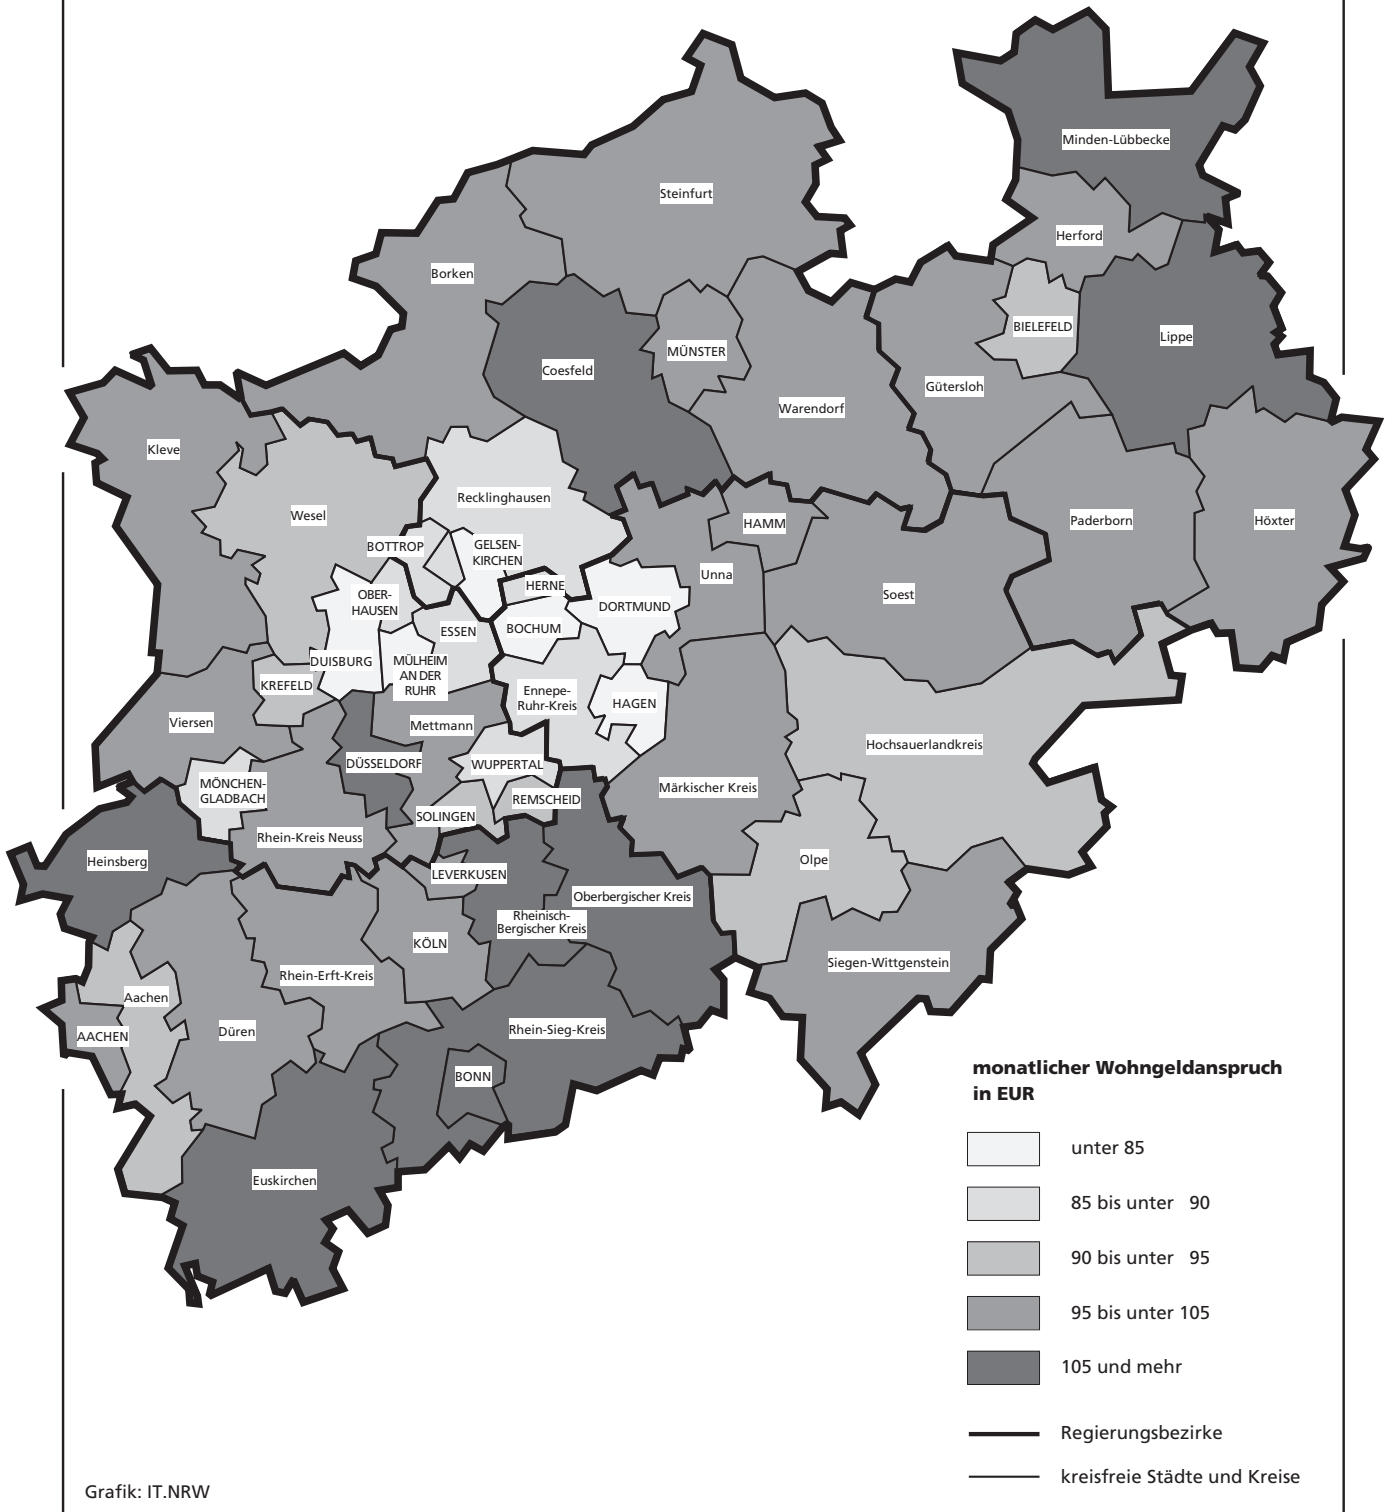 Minden-Lübbecke
Steinfurt
Herford
Borken
BIELEFELD
Lippe
MÜNSTER
Coesfeld
Gütersloh
Warendorf
Kleve
Recklinghausen
Wesel
HAMM
Paderborn
Höxter
BOTTROP
GELSEN-
KIRCHEN
Unna
HERNE
Soest
OBER-
HAUSEN
DORTMUND
ESSEN
BOCHUM
DUISBURG
MÜLHEIM
AN DER
RUHR
KREFELD
Ennepe-
Ruhr-Kreis
HAGEN
Viersen
Mettmann
Hochsauerlandkreis
DÜSSELDORF
WUPPERTAL
MÖNCHEN-
GLADBACH
Märkischer Kreis
REMSCHEID
SOLINGEN
Rhein-Kreis Neuss
Heinsberg
Olpe
LEVERKUSEN
Oberbergischer Kreis
Rheinisch-
Bergischer Kreis
KÖLN
Siegen-Wittgenstein
Rhein-Erft-Kreis
Aachen
Düren
Rhein-Sieg-Kreis
AACHEN
BONN
Euskirchen
monatlicher Wohngeldanspruch
in EUR
unter 85
85 bis unter 90
90 bis unter 95
95 bis unter 105
105 und mehr
Regierungsbezirke
kreisfreie Städte und Kreise
Grafik: IT.NRW